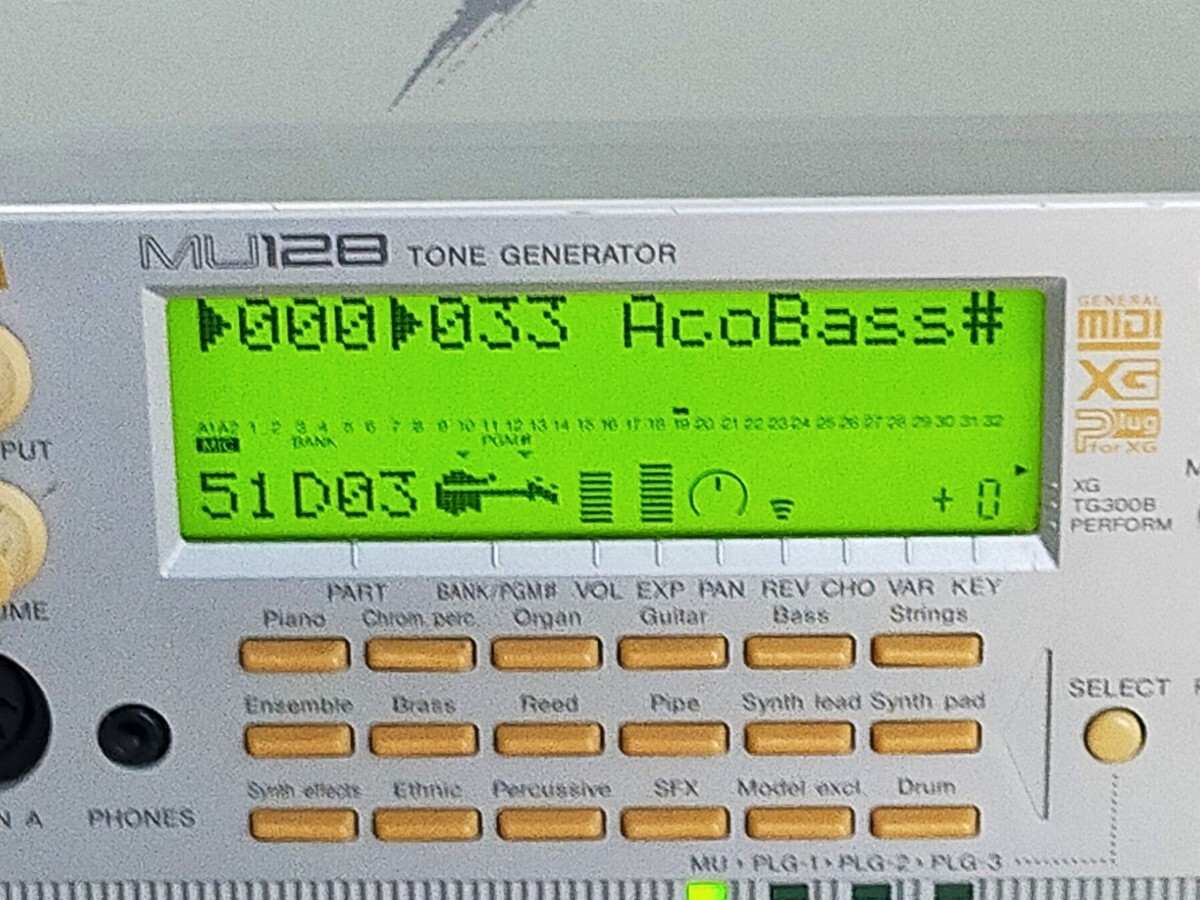 MU128 TONE GENERATOR
▶000▶033 AcoBass#
A1 A2 1 2 3 4 5 6 7 8 9 10 11 12 13 14 15 16 17 18 19 20 21 22 23 24 25 26 27 28 29 30 31 32
MIC BANK PGM#
51 D03 + 0
GENERAL
MIDI
XG
Plug
for XG
XG
TG300B
PERFORM
PUT
PART BANK/PGM# VOL EXP PAN REV CHO VAR KEY
UME
Piano Chrom. perc. Organ Guitar Bass Strings
Ensemble Brass Reed Pipe Synth lead Synth pad
SELECT
Synth effects Ethnic Percussive SFX Model excl. Drum
N A PHONES
MU PLG-1 PLG-2 PLG-3